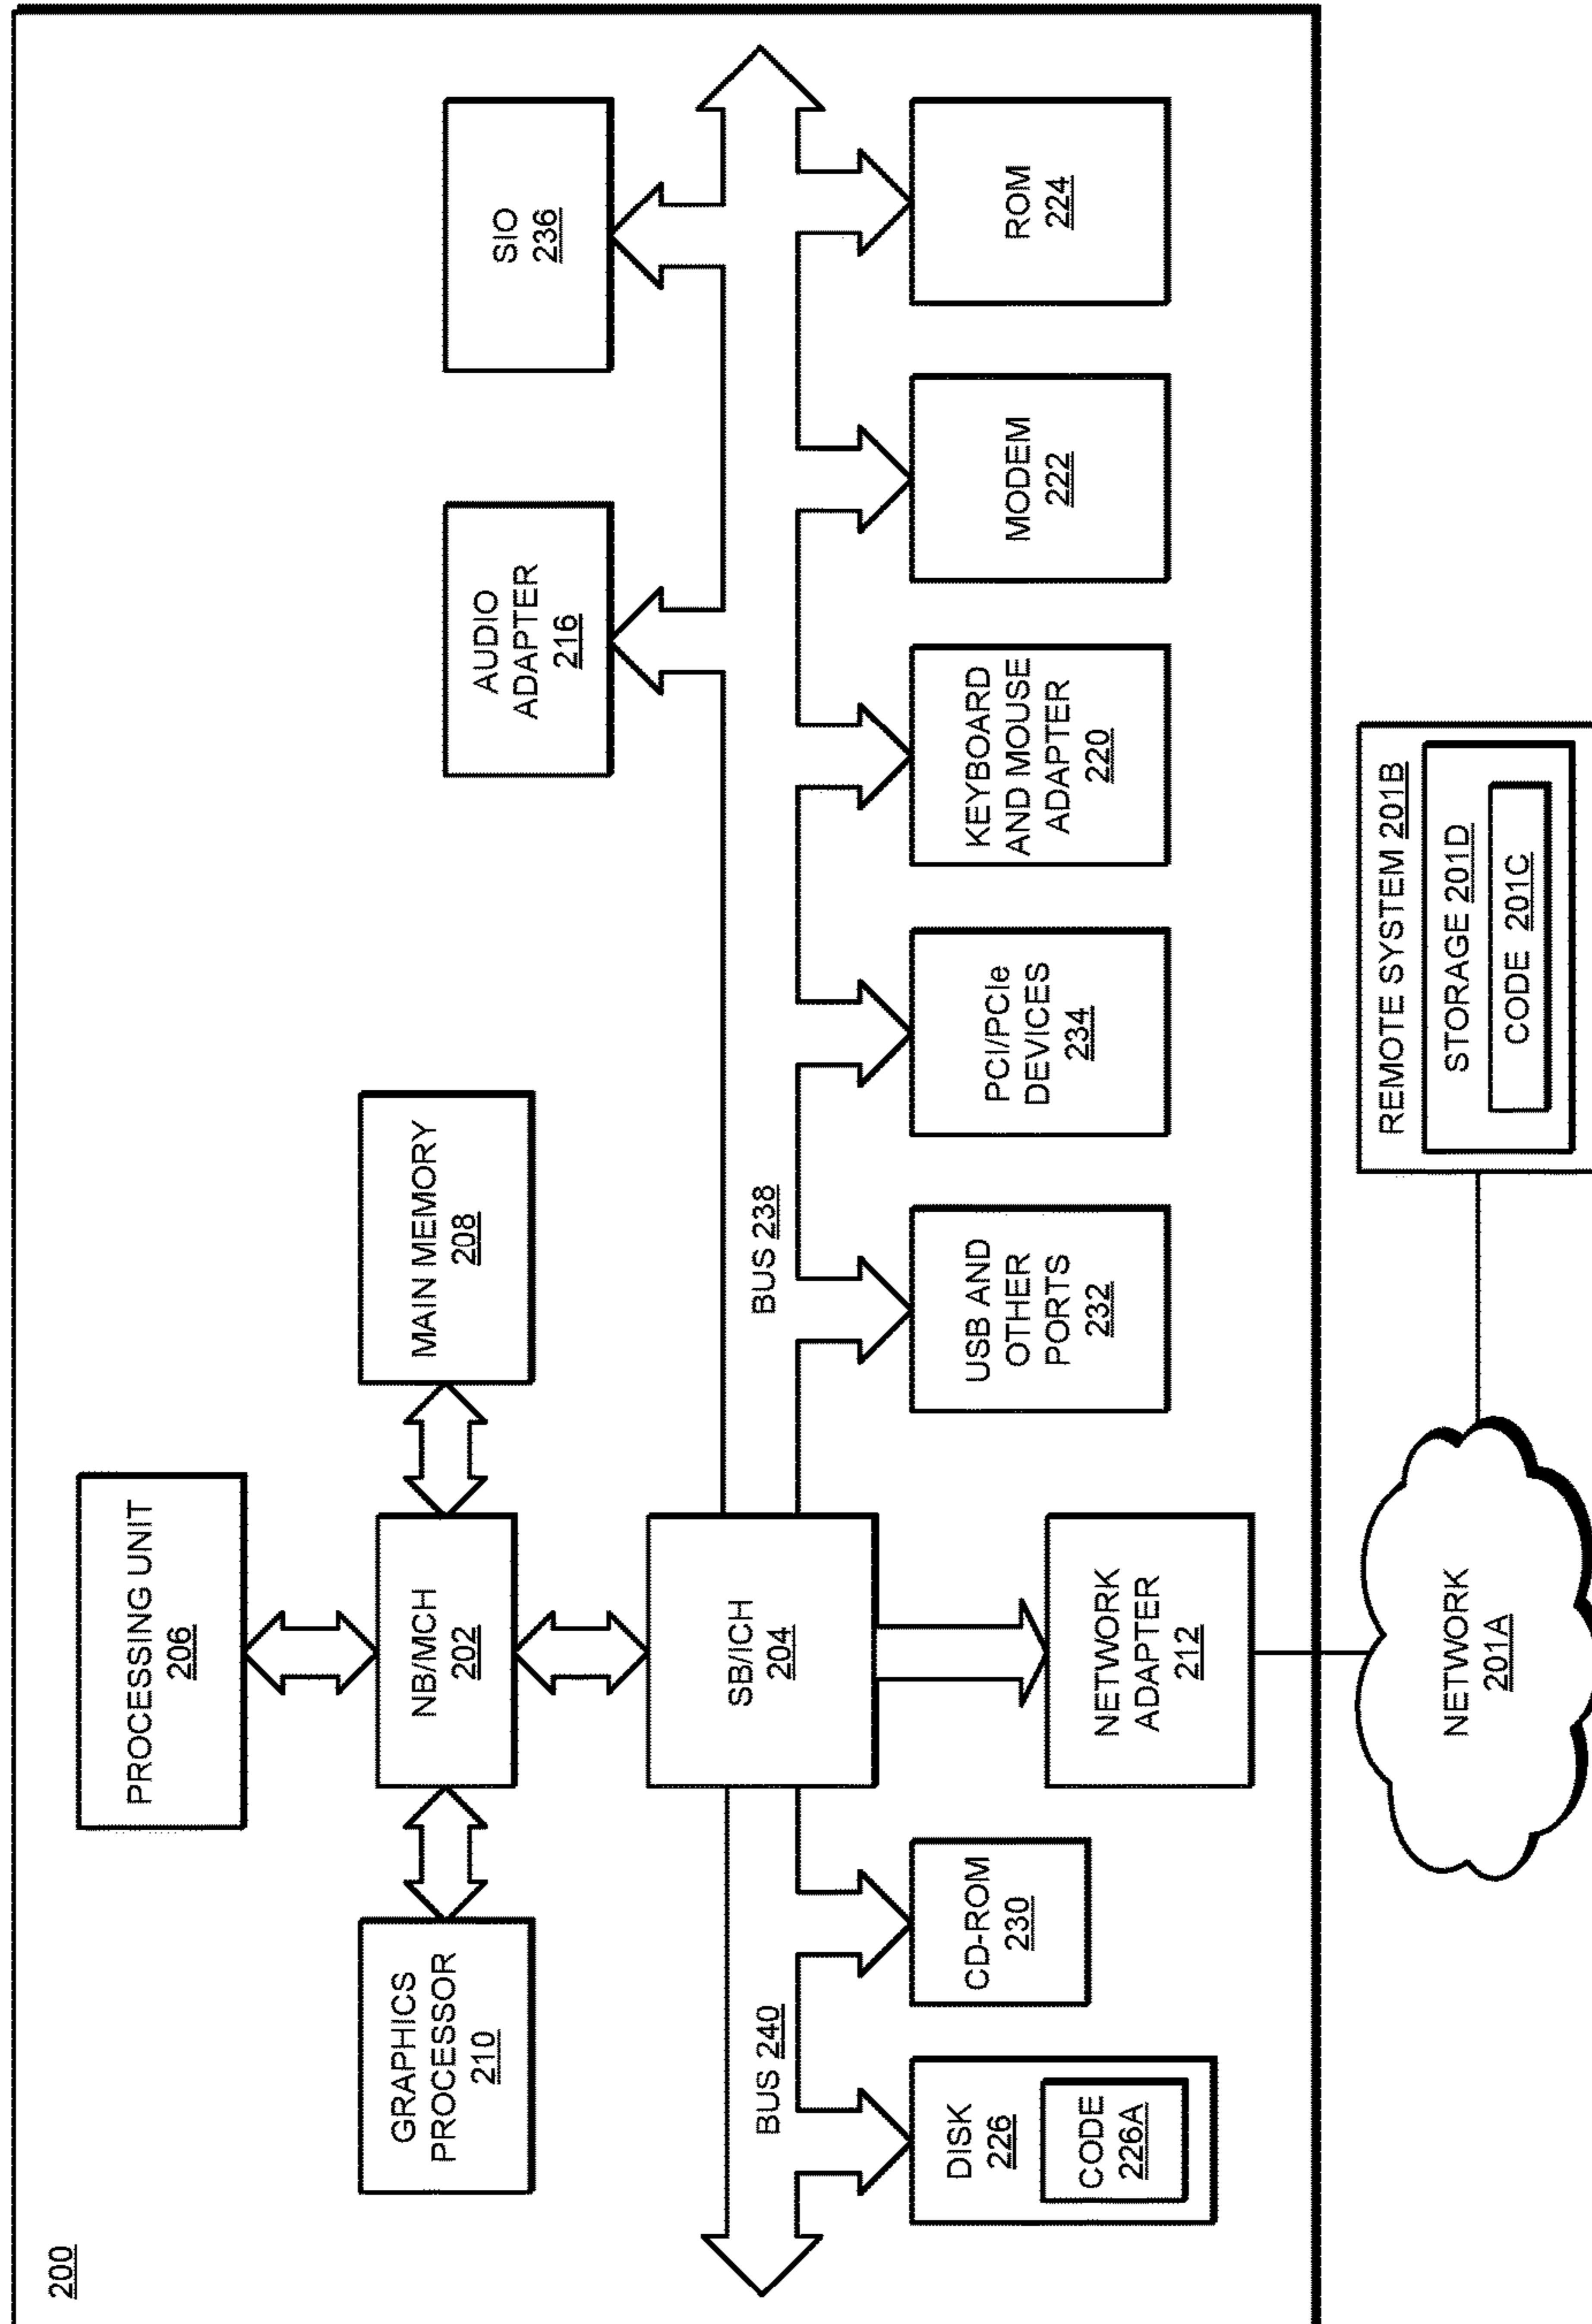 200
PROCESSING UNIT
206
GRAPHICS
PROCESSOR
210
NB/MCH
202
MAIN MEMORY
208
AUDIO
ADAPTER
216
SIO
236
SB/ICH
204
BUS 240
BUS 238
DISK
226
CODE
226A
CD-ROM
230
USB AND
OTHER
PORTS
232
PCI/PCIe
DEVICES
234
KEYBOARD
AND MOUSE
ADAPTER
220
MODEM
222
ROM
224
NETWORK
ADAPTER
212
NETWORK
201A
REMOTE SYSTEM 201B
STORAGE 201D
CODE 201C